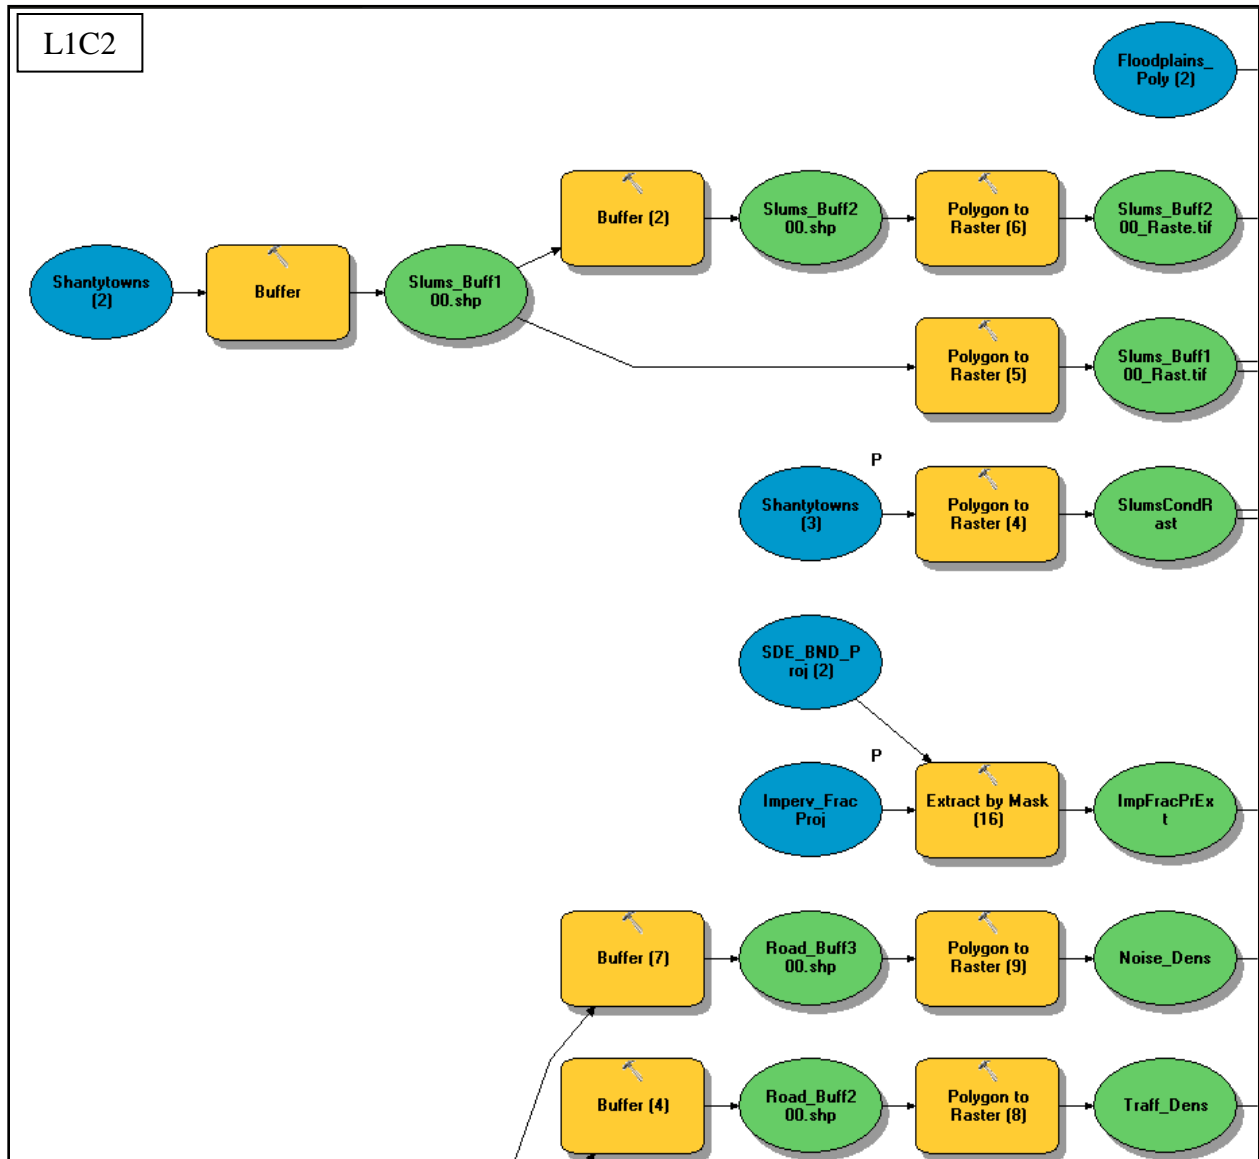 L1C2
Floodplains_
Poly (2)
Buffer (2)
Slums_Buff2
00.shp
Polygon to
Raster (6)
Slums_Buff2
00_Raste.tif
Shantytowns
(2)
Buffer
Slums_Buff1
00.shp
Polygon to
Raster (5)
Slums_Buff1
00_Rast.tif
P
Shantytowns
(3)
Polygon to
Raster (4)
SlumsCondR
ast
SDE_BND_P
roj (2)
P
Imperv_Frac
Proj
Extract by Mask
(16)
ImpFracPrEx
t
Buffer (7)
Road_Buff3
00.shp
Polygon to
Raster (9)
Noise_Dens
Buffer (4)
Road_Buff2
00.shp
Polygon to
Raster (8)
Traff_Dens